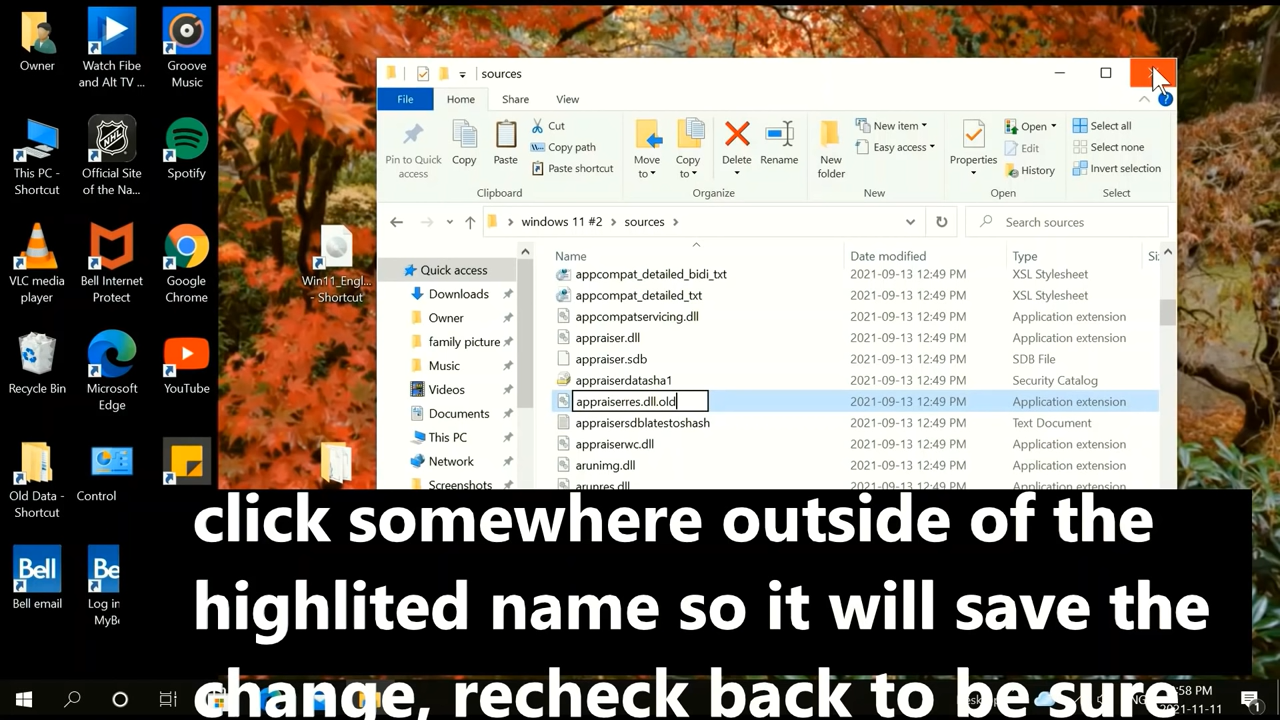 Owner
Watch Fibe
and Alt TV ...
Groove
Music
This PC -
Shortcut
Official Site
of the Na...
Spotify
VLC media
player
Bell Internet
Protect
Google
Chrome
Recycle Bin
Microsoft
Edge
YouTube
Old Data -
Shortcut
Control
Bell
Bell email
Be
Log in
MyBe
Win11_Engl...
- Shortcut
sources
File
Home
Share
View
Pin to Quick
access
Copy
Paste
Cut
Copy path
Paste shortcut
Clipboard
Move
to
Copy
to
Delete
Rename
Organize
New
folder
New item
Easy access
New
Properties
Open
Edit
History
Open
Select all
Select none
Invert selection
Select
windows 11 #2 > sources >
Search sources
Quick access
Downloads
Owner
family picture
Music
Videos
Documents
This PC
Network
Screenshots
Name Date modified Type Si
appcompat_detailed_bidi_txt 2021-09-13 12:49 PM XSL Stylesheet
appcompat_detailed_txt 2021-09-13 12:49 PM XSL Stylesheet
appcompatservicing.dll 2021-09-13 12:49 PM Application extension
appraiser.dll 2021-09-13 12:49 PM Application extension
appraiser.sdb 2021-09-13 12:49 PM SDB File
appraiserdatasha1 2021-09-13 12:49 PM Security Catalog
appraiserres.dll.old 2021-09-13 12:49 PM Application extension
appraisersdblatestoshash 2021-09-13 12:49 PM Text Document
appraiserwc.dll 2021-09-13 12:49 PM Application extension
arunimg.dll 2021-09-13 12:49 PM Application extension
arunres.dll 2021-09-13 12:49 PM Application extension
click somewhere outside of the
highlited name so it will save the
change, recheck back to be sure
:58 PM
2021-11-11
1